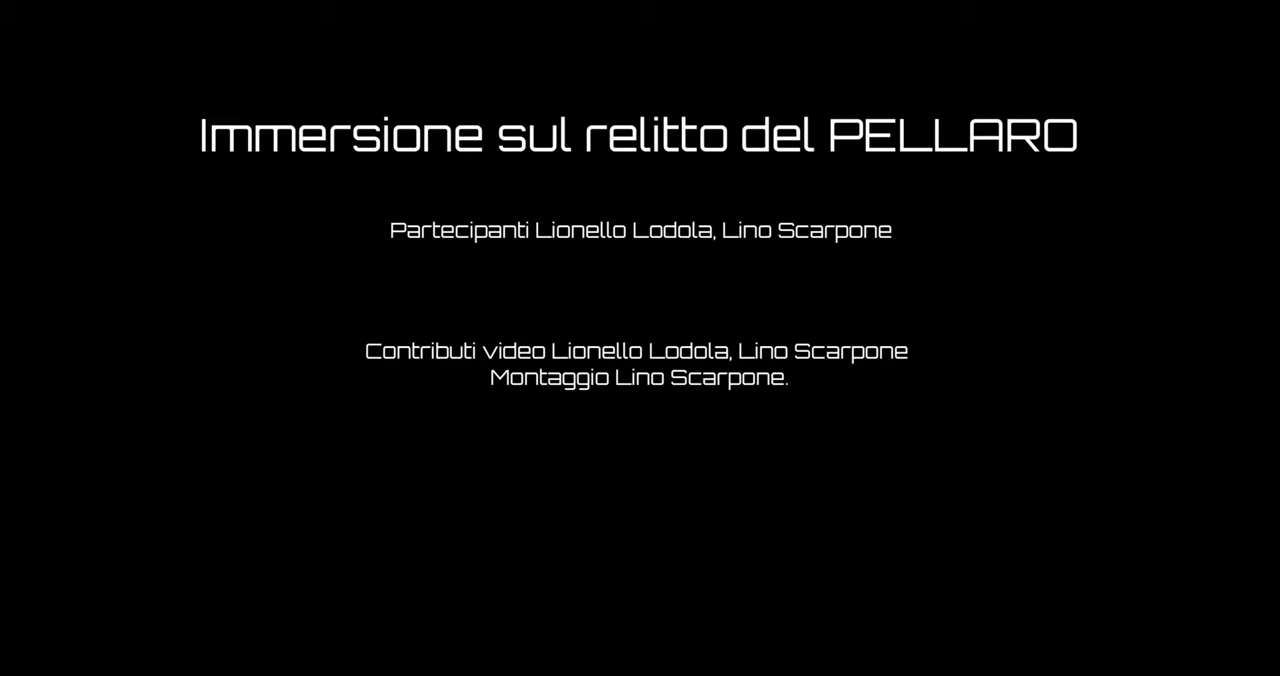 Immersione sul relitto del PELLARO
Partecipanti Lionello Lodola, Lino Scarpone
Contributi video Lionello Lodola, Lino Scarpone
Montaggio Lino Scarpone.